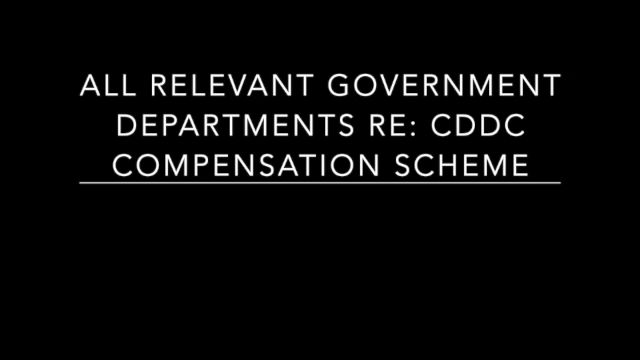 ALL RELEVANT GOVERNMENT
DEPARTMENTS RE: CDDC
COMPENSATION SCHEME